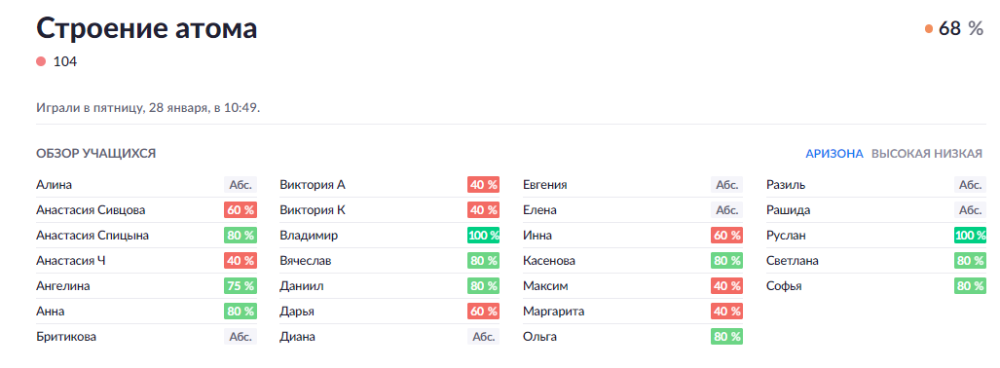 Строение атома
68 %
104
Играли в пятницу, 28 января, в 10:49.
ОБЗОР УЧАЩИХСЯ
АРИЗОНА ВЫСОКАЯ НИЗКАЯ
Алина Абс.
Анастасия Сивцова 60 %
Анастасия Спицына 80 %
Анастасия Ч 40 %
Ангелина 75 %
Анна 80 %
Бритикова Абс.
Виктория А 40 %
Виктория К 40 %
Владимир 100 %
Вячеслав 80 %
Даниил 80 %
Дарья 60 %
Диана Абс.
Евгения Абс.
Елена Абс.
Инна 60 %
Касенова 80 %
Максим 40 %
Маргарита 40 %
Ольга 80 %
Разиль Абс.
Рашида Абс.
Руслан 100 %
Светлана 80 %
Софья 80 %